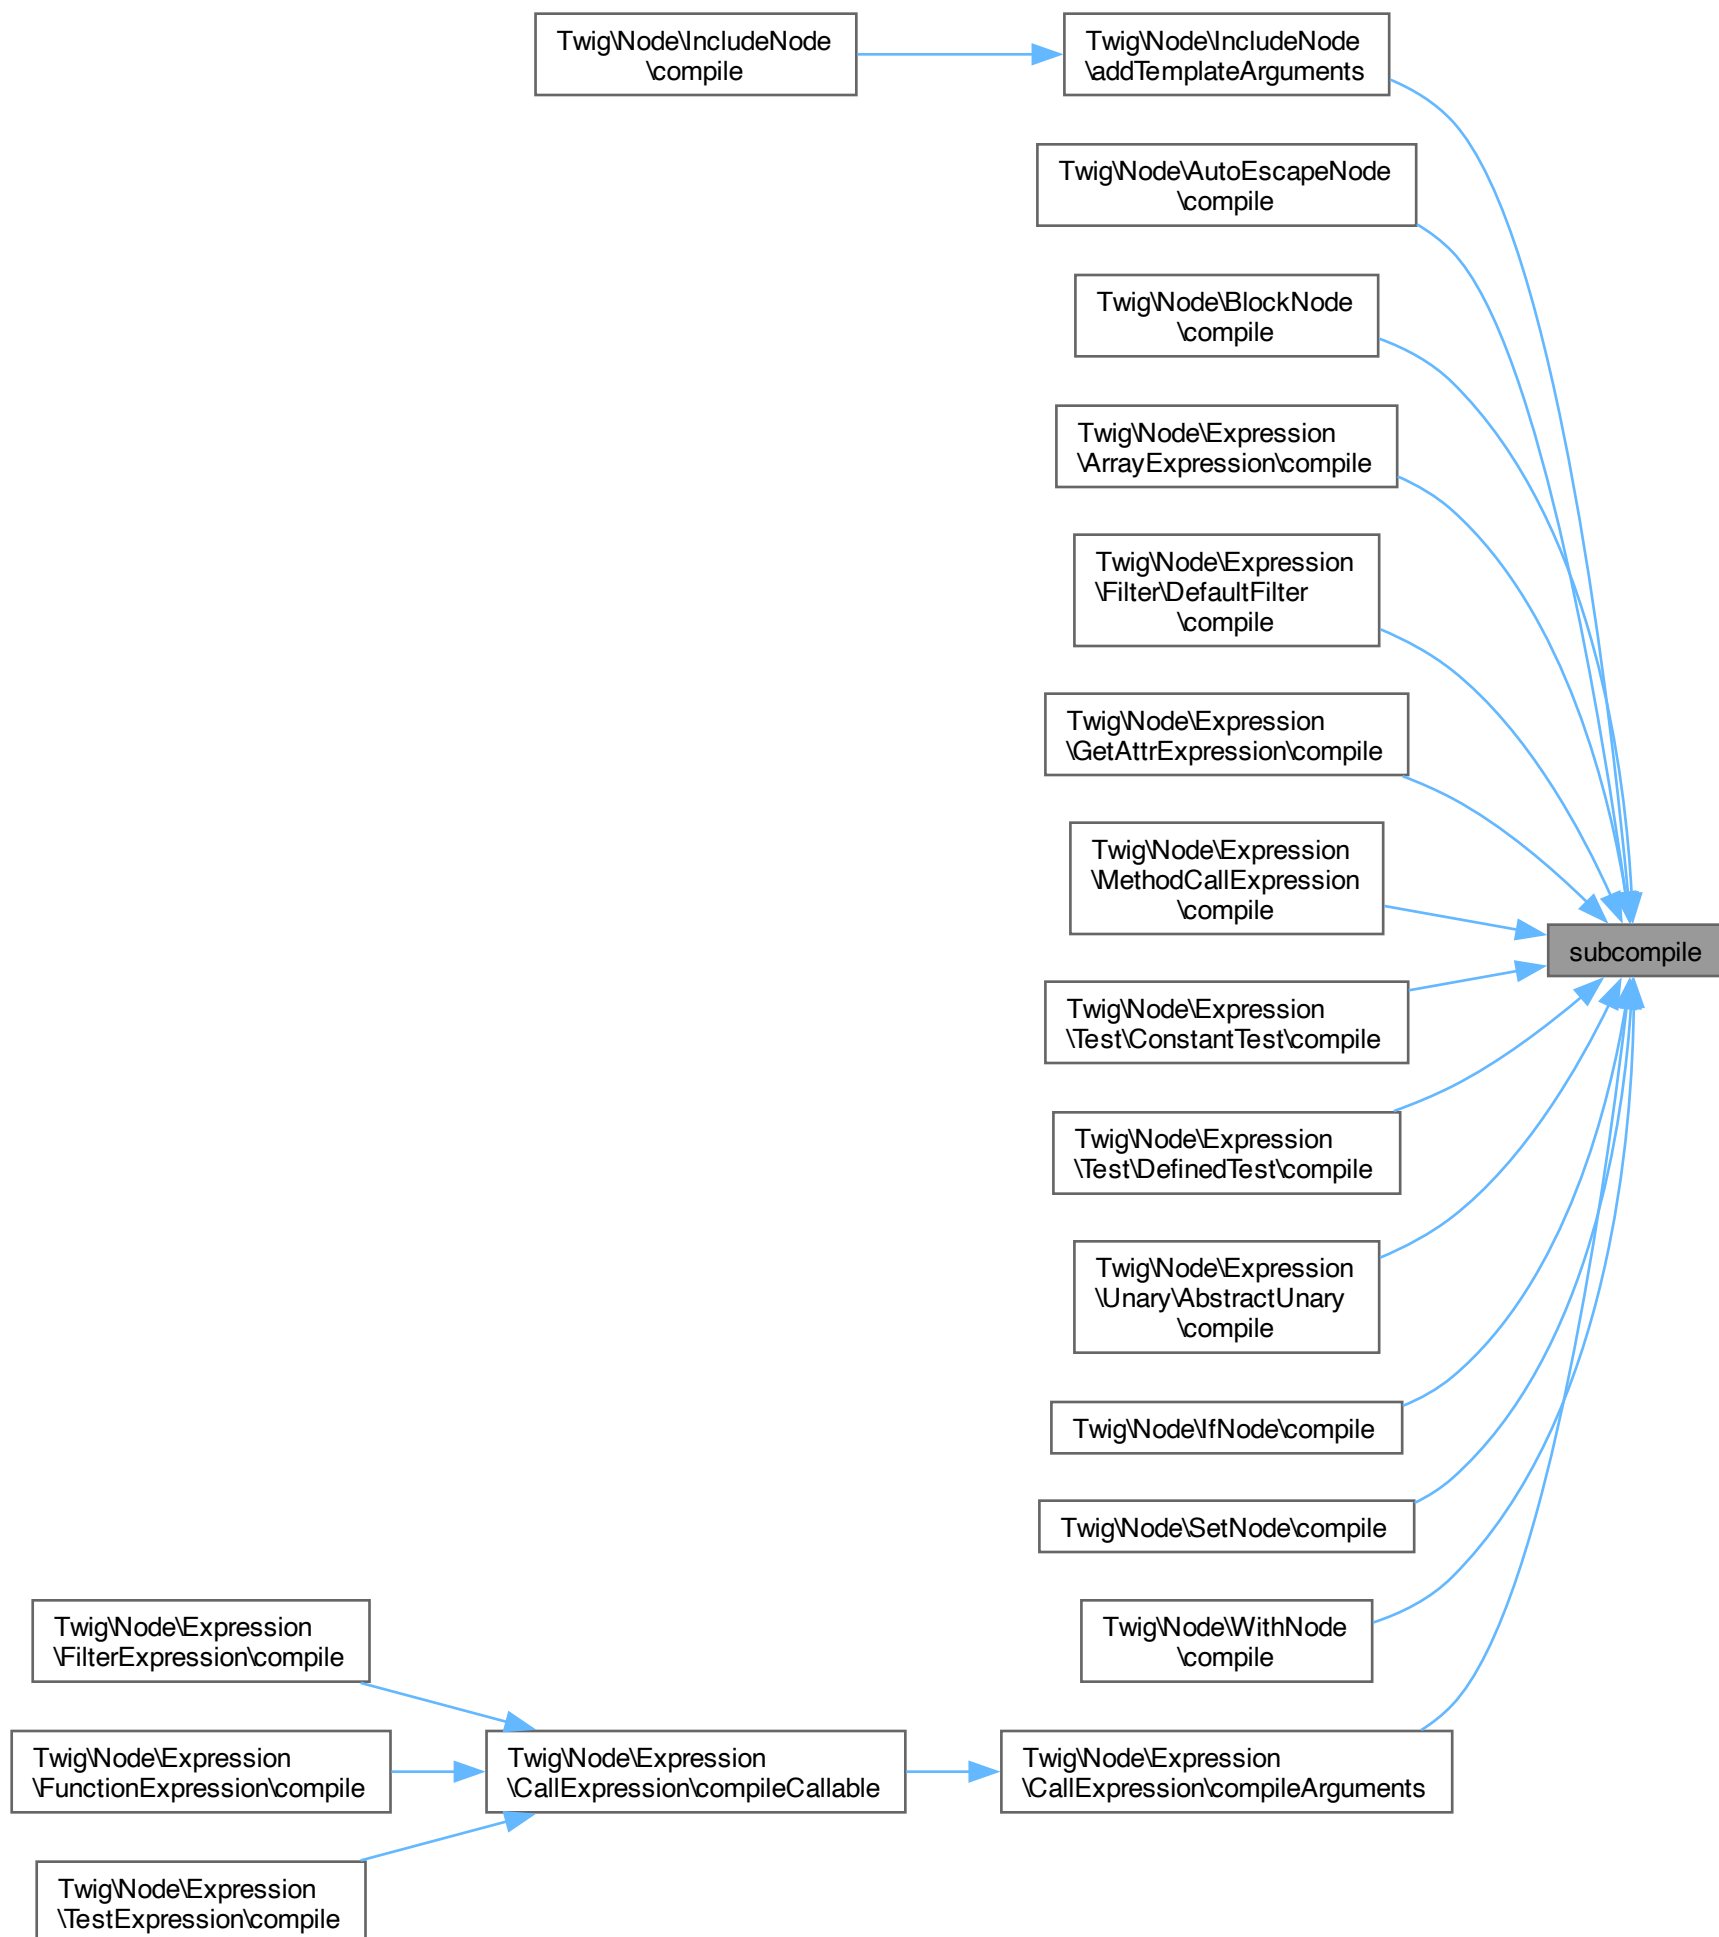 Twig\Node\IncludeNode
\compile
Twig\Node\IncludeNode
\addTemplateArguments
Twig\Node\AutoEscapeNode
\compile
Twig\Node\BlockNode
\compile
Twig\Node\Expression
\ArrayExpression\compile
Twig\Node\Expression
\Filter\DefaultFilter
\compile
Twig\Node\Expression
\GetAttrExpression\compile
Twig\Node\Expression
\MethodCallExpression
\compile
subcompile
Twig\Node\Expression
\Test\ConstantTest\compile
Twig\Node\Expression
\Test\DefinedTest\compile
Twig\Node\Expression
\Unary\AbstractUnary
\compile
Twig\Node\IfNode\compile
Twig\Node\SetNode\compile
Twig\Node\WithNode
\compile
Twig\Node\Expression
\FilterExpression\compile
Twig\Node\Expression
\FunctionExpression\compile
Twig\Node\Expression
\CallExpression\compileCallable
Twig\Node\Expression
\CallExpression\compileArguments
Twig\Node\Expression
\TestExpression\compile